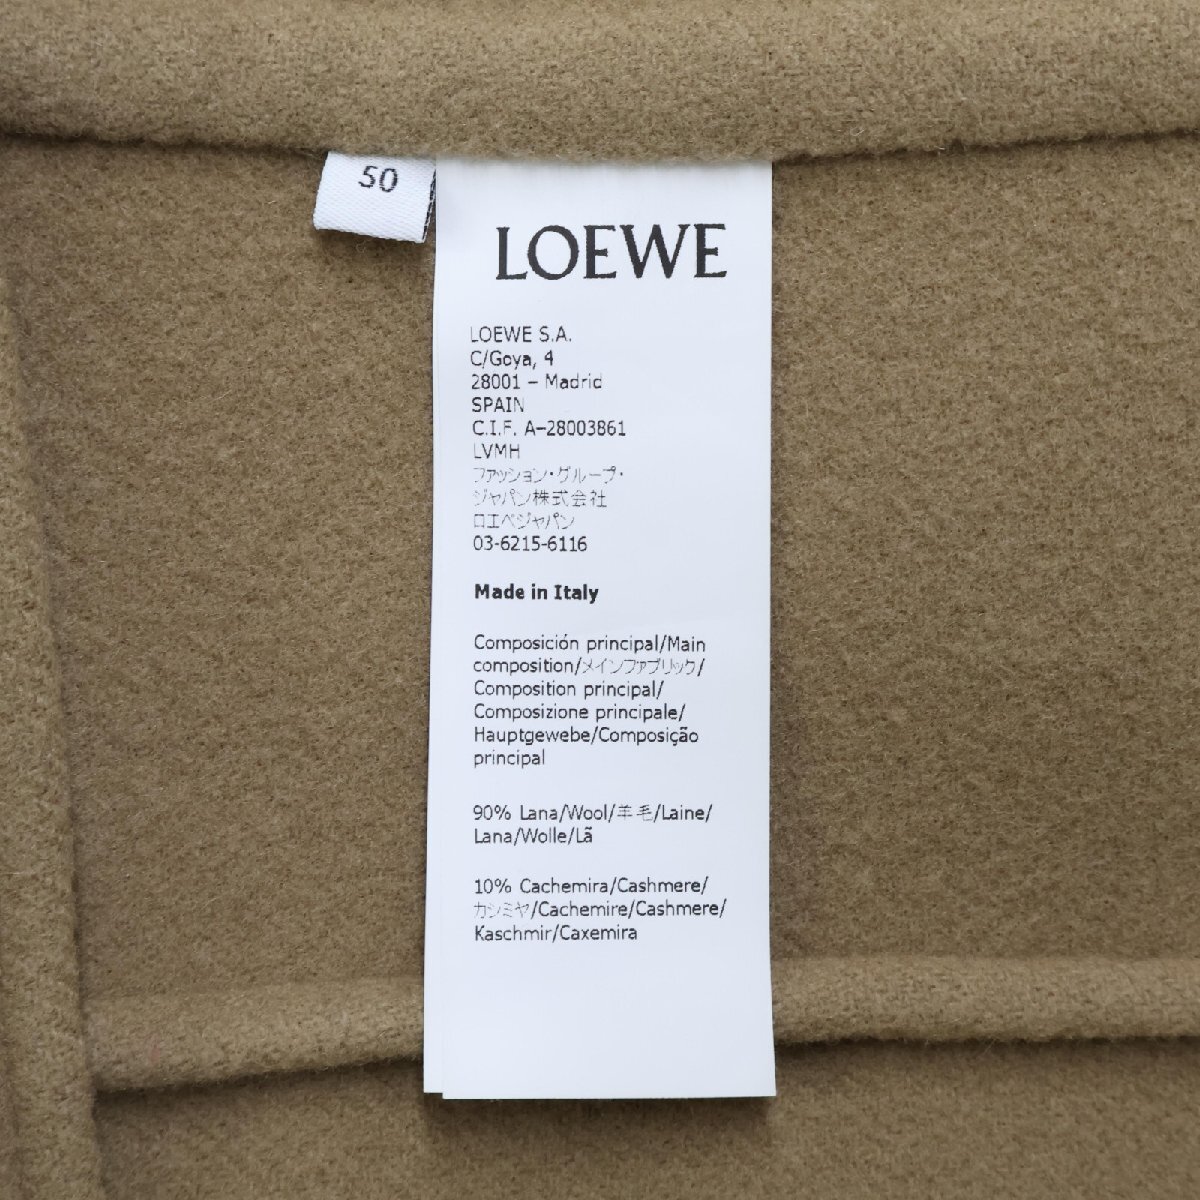 50
LOEWE
LOEWE S.A.
C/Goya, 4
28001 – Madrid
SPAIN
C.I.F. A–28003861
LVMH
ファッション・グループ・
ジャパン株式会社
ロエベジャパン
03-6215-6116
Made in Italy
Composición principal/Main
composition/メインファブリック/
Composition principal/
Composizione principale/
Hauptgewebe/Composição
principal
90% Lana/Wool/羊毛/Laine/
Lana/Wolle/Lã
10% Cachemira/Cashmere/
カシミヤ/Cachemire/Cashmere/
Kaschmir/Caxemira